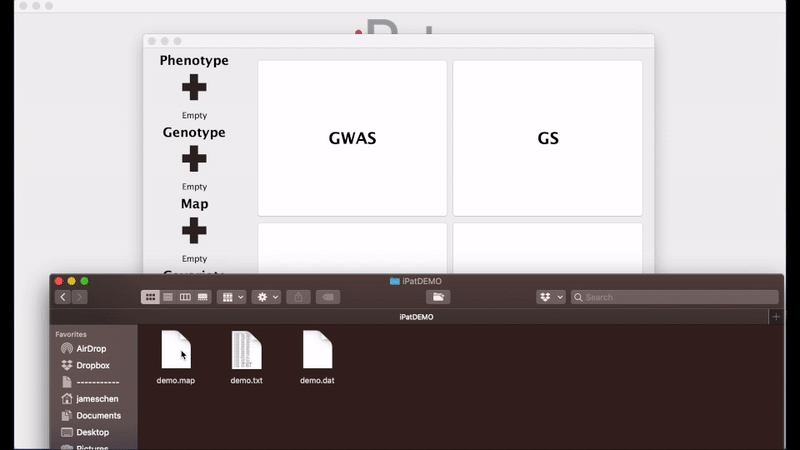 Phenotype
Empty
Genotype
Empty
Map
Empty
GWAS
GS
iPatDEMO
Search
iPatDEMO
Favorites
AirDrop
Dropbox
-----------
jameschen
Documents
Desktop
Pictures
demo.map
demo.txt
demo.dat